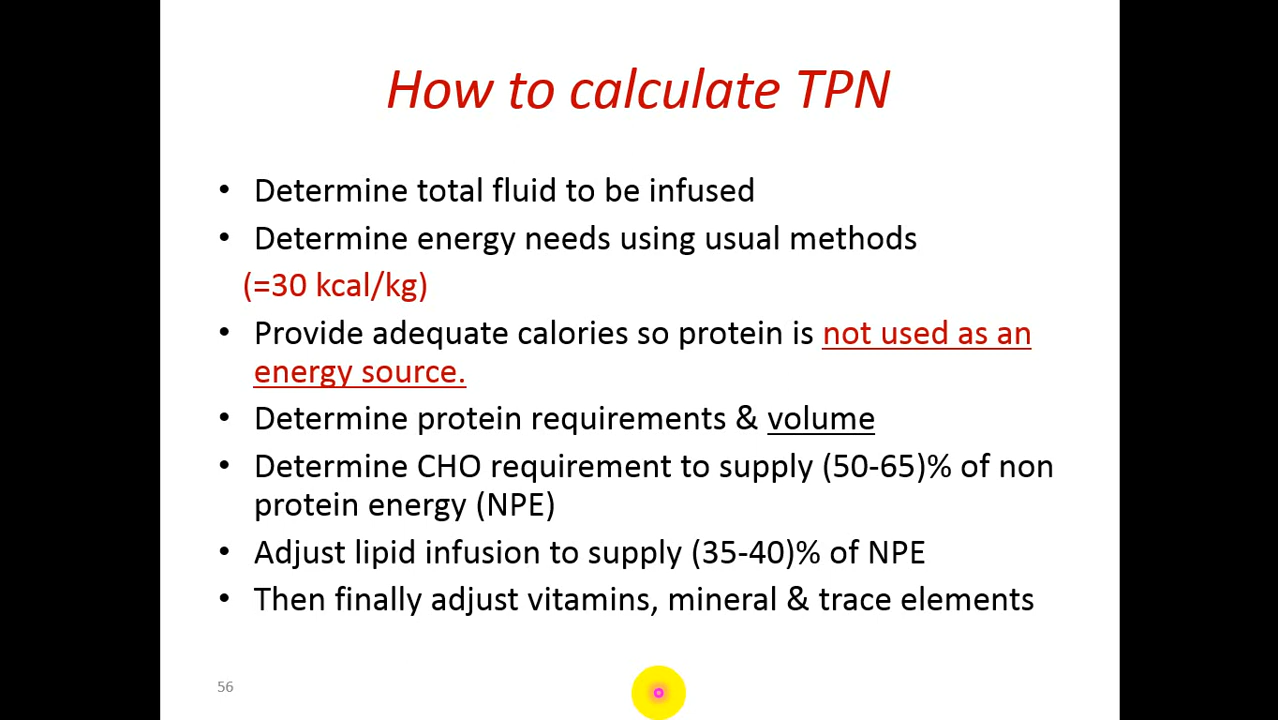 How to calculate TPN
• Determine total fluid to be infused
• Determine energy needs using usual methods
(=30 kcal/kg)
• Provide adequate calories so protein is not used as an
energy source.
• Determine protein requirements & volume
• Determine CHO requirement to supply (50-65)% of non
protein energy (NPE)
• Adjust lipid infusion to supply (35-40)% of NPE
• Then finally adjust vitamins, mineral & trace elements
56